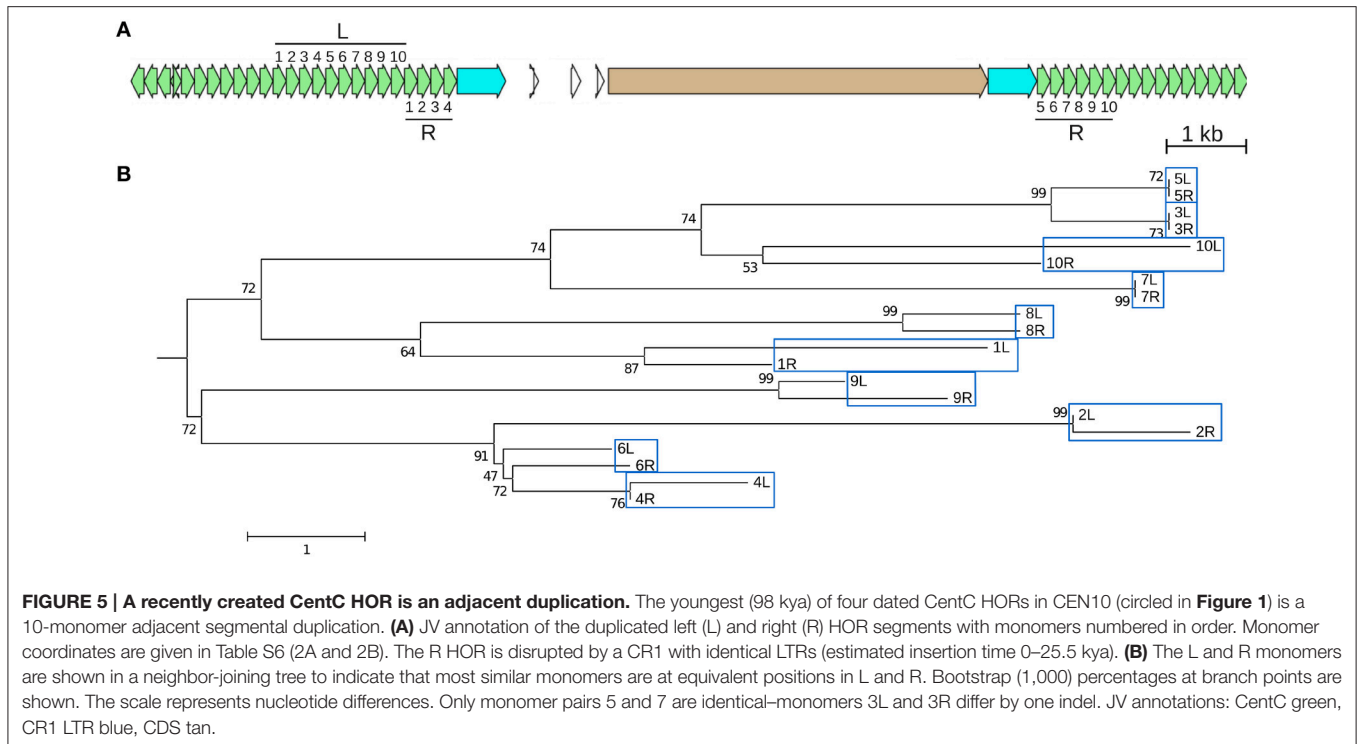 A
L
1 2 3 4 5 6 7 8 9 10
1 2 3 4
R
5 6 7 8 9 10
R
1 kb
B
72
5L
5R
99
3L
3R
73
74
10L
53
10R
74
7L
7R
99
72
99
8L
8R
64
1L
87
1R
99
9L
9R
72
99
2L
2R
91
6L
47
6R
72
4L
76
4R
1
FIGURE 5 | A recently created CentC HOR is an adjacent duplication. The youngest (98 kya) of four dated CentC HORs in CEN10 (circled in Figure 1) is a
10-monomer adjacent segmental duplication. (A) JV annotation of the duplicated left (L) and right (R) HOR segments with monomers numbered in order. Monomer
coordinates are given in Table S6 (2A and 2B). The R HOR is disrupted by a CR1 with identical LTRs (estimated insertion time 0–25.5 kya). (B) The L and R monomers
are shown in a neighbor-joining tree to indicate that most similar monomers are at equivalent positions in L and R. Bootstrap (1,000) percentages at branch points are
shown. The scale represents nucleotide differences. Only monomer pairs 5 and 7 are identical–monomers 3L and 3R differ by one indel. JV annotations: CentC green,
CR1 LTR blue, CDS tan.